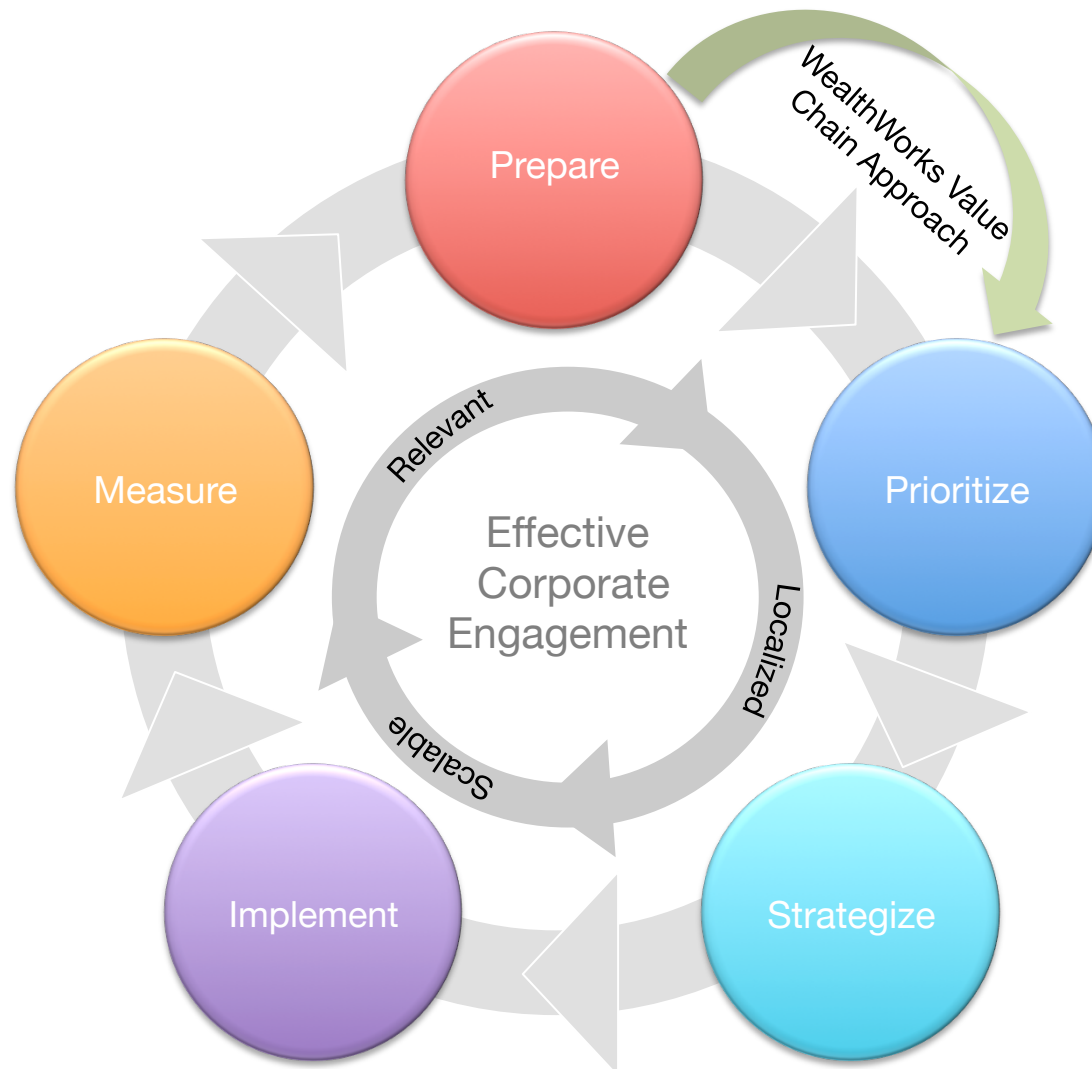 Prepare
WealthWorks Value
Chain Approach
Prioritize
Strategize
Implement
Measure
Relevant
Localized
Scalable
Effective
Corporate
Engagement